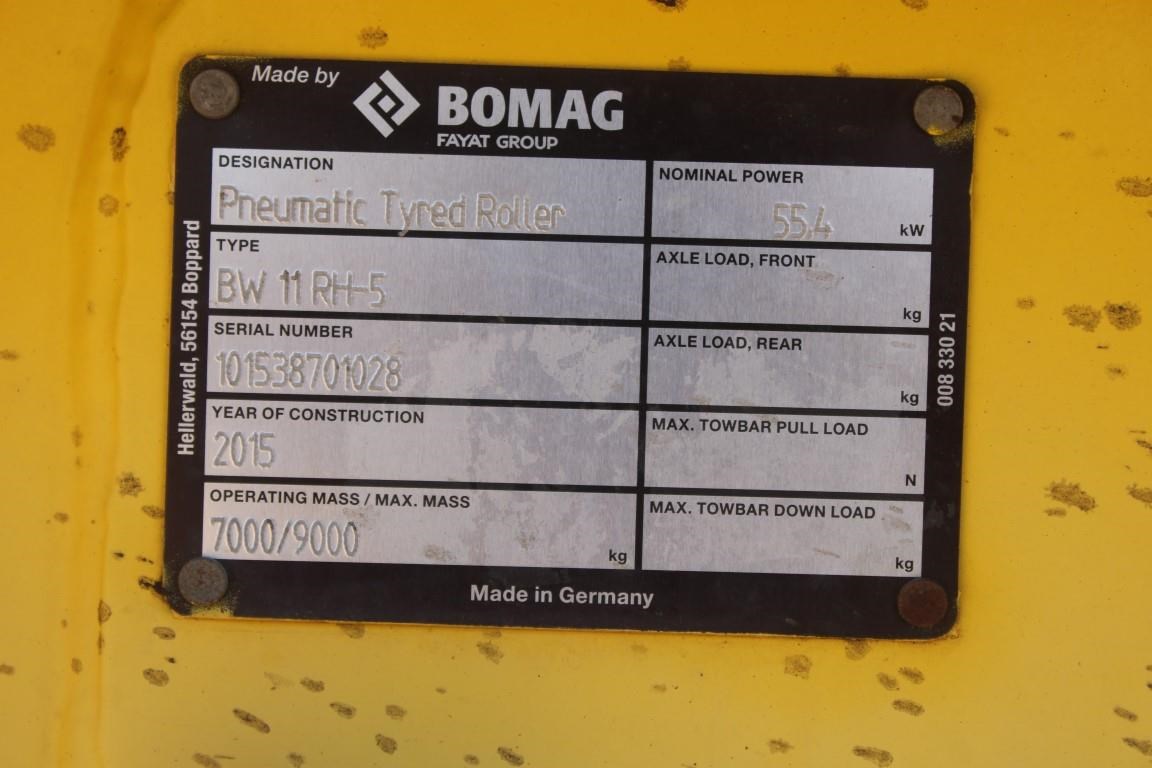 Made by
BOMAG
FAYAT GROUP
DESIGNATION
Pneumatic Tyred Roller
NOMINAL POWER
55,4 kW
TYPE
BW 11 RH-5
AXLE LOAD, FRONT
kg
SERIAL NUMBER
101538701028
AXLE LOAD, REAR
kg
YEAR OF CONSTRUCTION
2015
MAX. TOWBAR PULL LOAD
N
OPERATING MASS / MAX. MASS
7000/9000 kg
MAX. TOWBAR DOWN LOAD
kg
Made in Germany
Hellerwald, 56154 Boppard
008 330 21